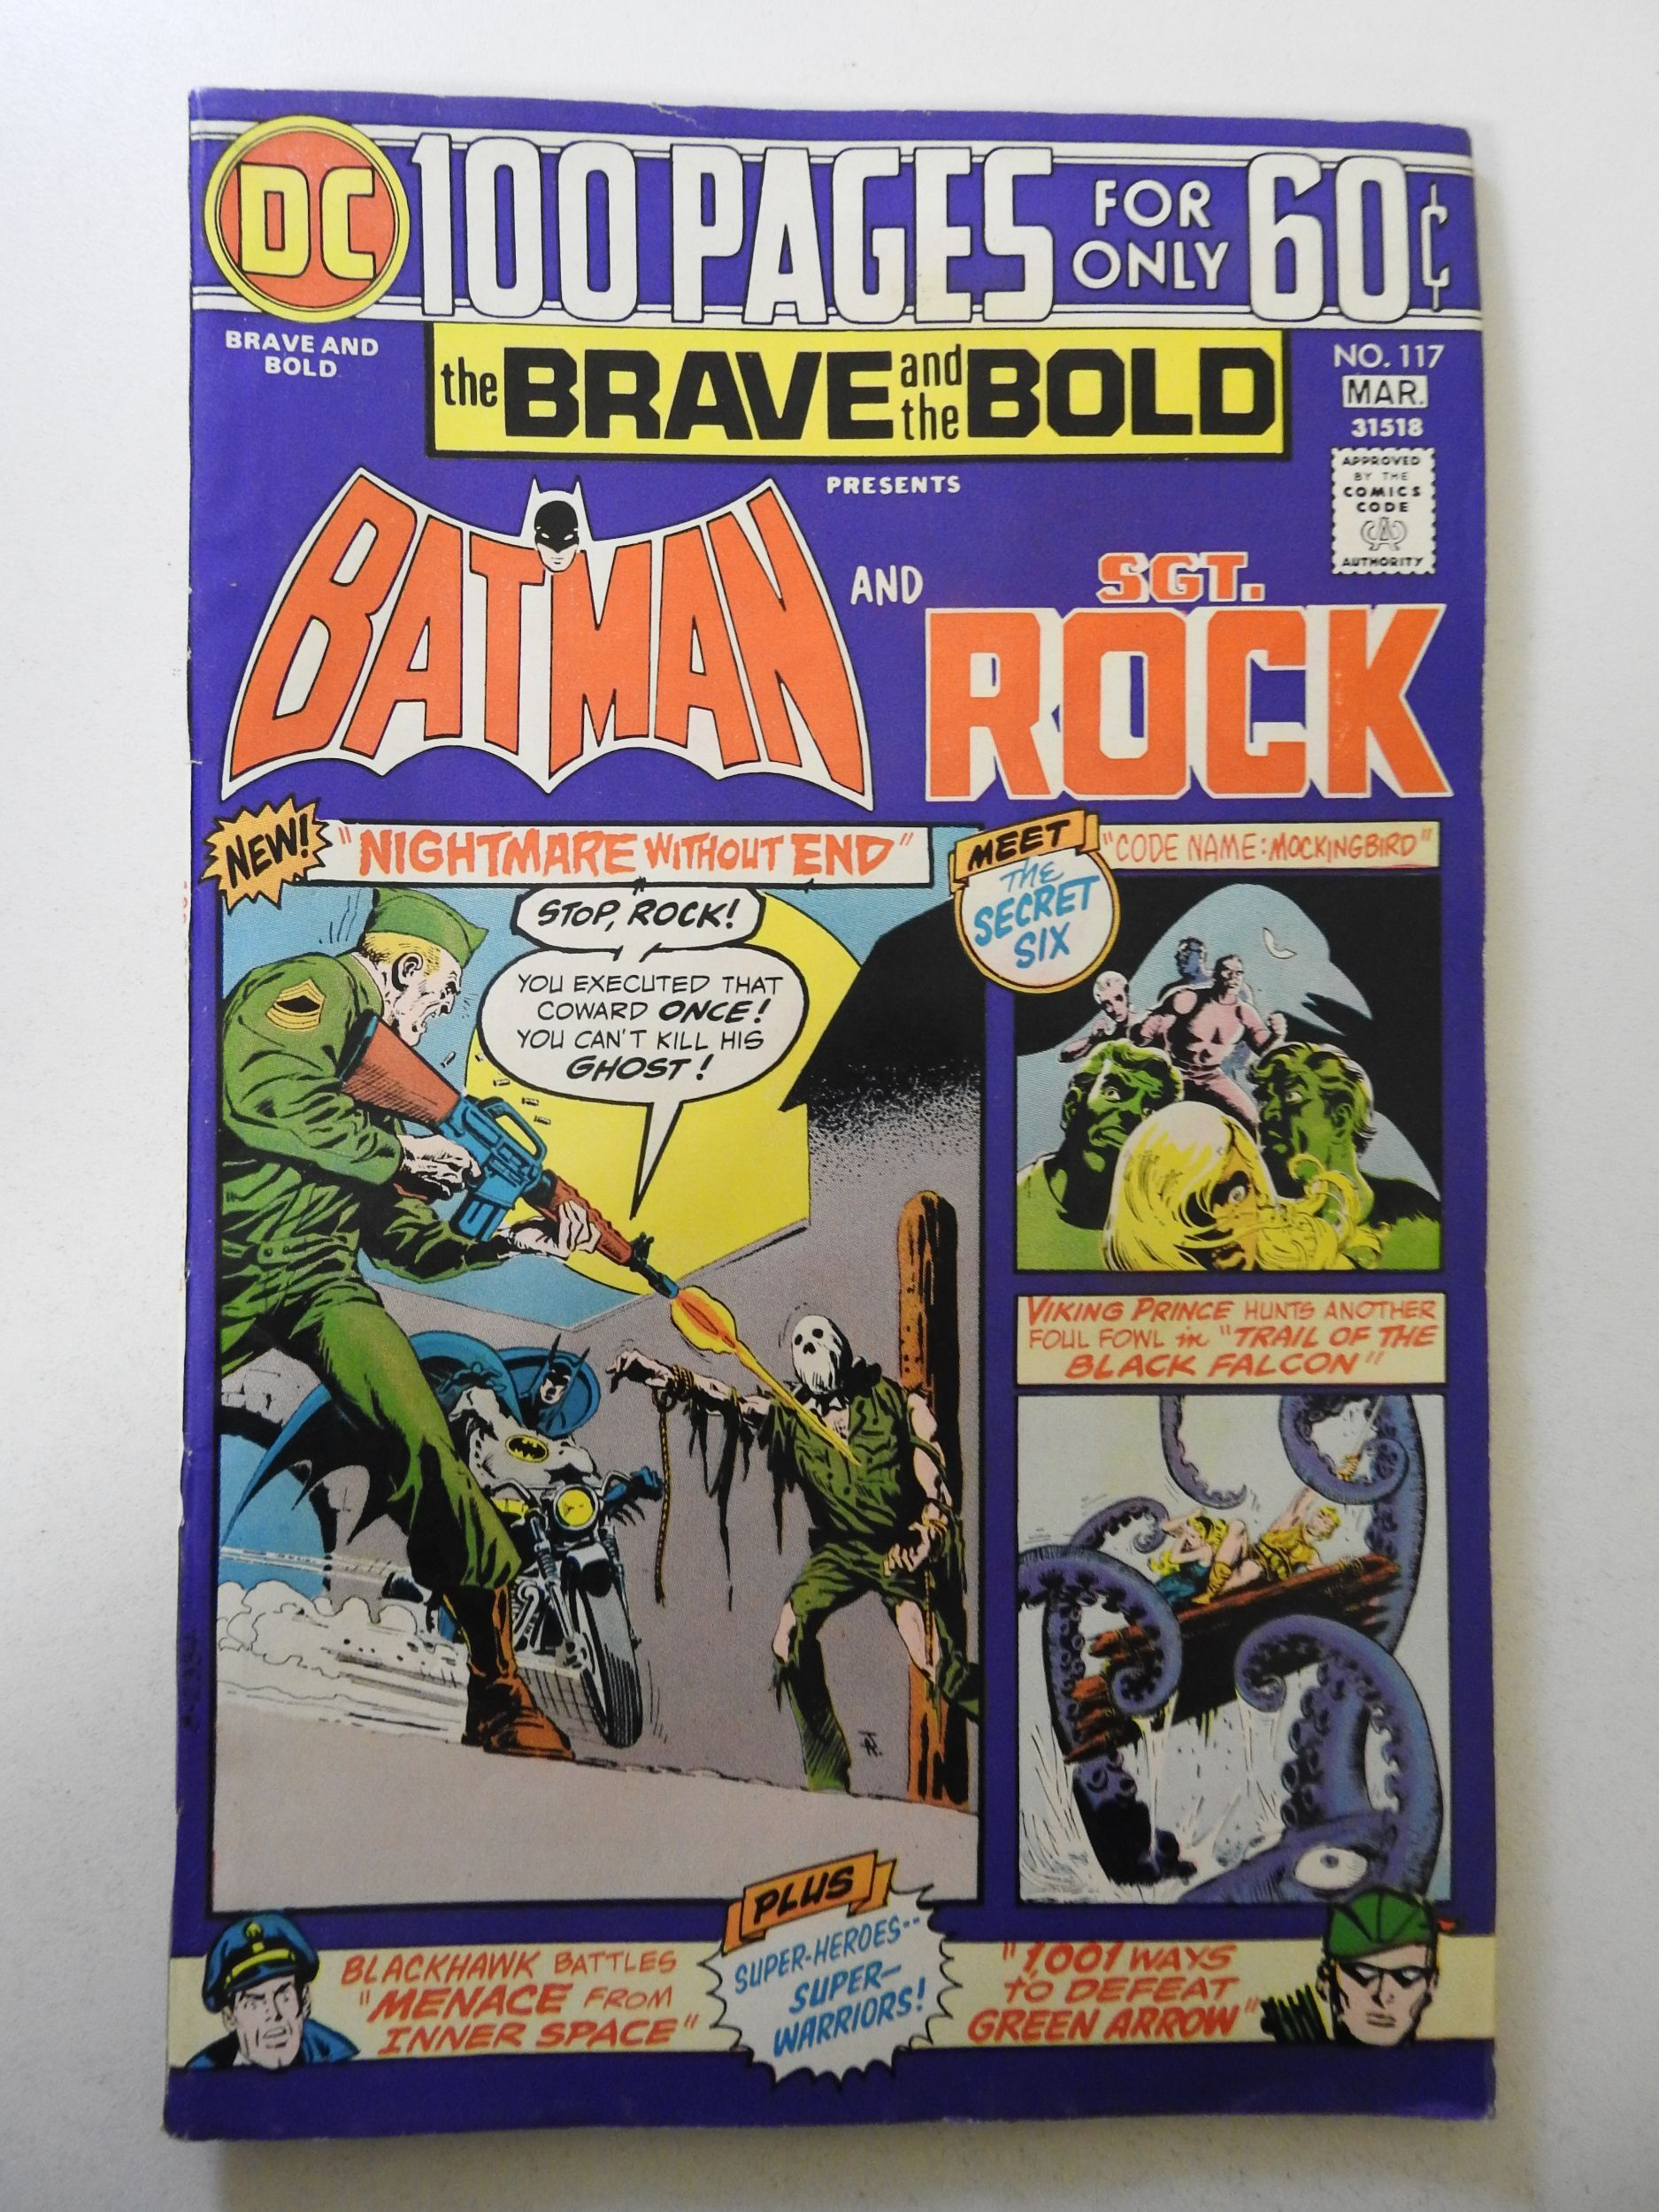 DC
100 PAGES FOR ONLY 60¢
BRAVE AND
BOLD
the BRAVE and the BOLD
NO. 117
MAR.
31518
APPROVED
BY THE
COMICS
CODE
CA
AUTHORITY
PRESENTS
BATMAN
AND
SGT.
ROCK
NEW!
"NIGHTMARE WITHOUT END"
STOP, ROCK!
YOU EXECUTED THAT
COWARD ONCE!
YOU CAN'T KILL HIS
GHOST!
MEET
THE
SECRET
SIX
"CODE NAME: MOCKINGBIRD"
VIKING PRINCE HUNTS ANOTHER
FOUL FOWL in "TRAIL OF THE
BLACK FALCON"
BLACKHAWK BATTLES
"MENACE FROM
INNER SPACE"
PLUS
SUPER-HEROES--
SUPER-
WARRIORS!
"1,001 WAYS
TO DEFEAT
GREEN ARROW"